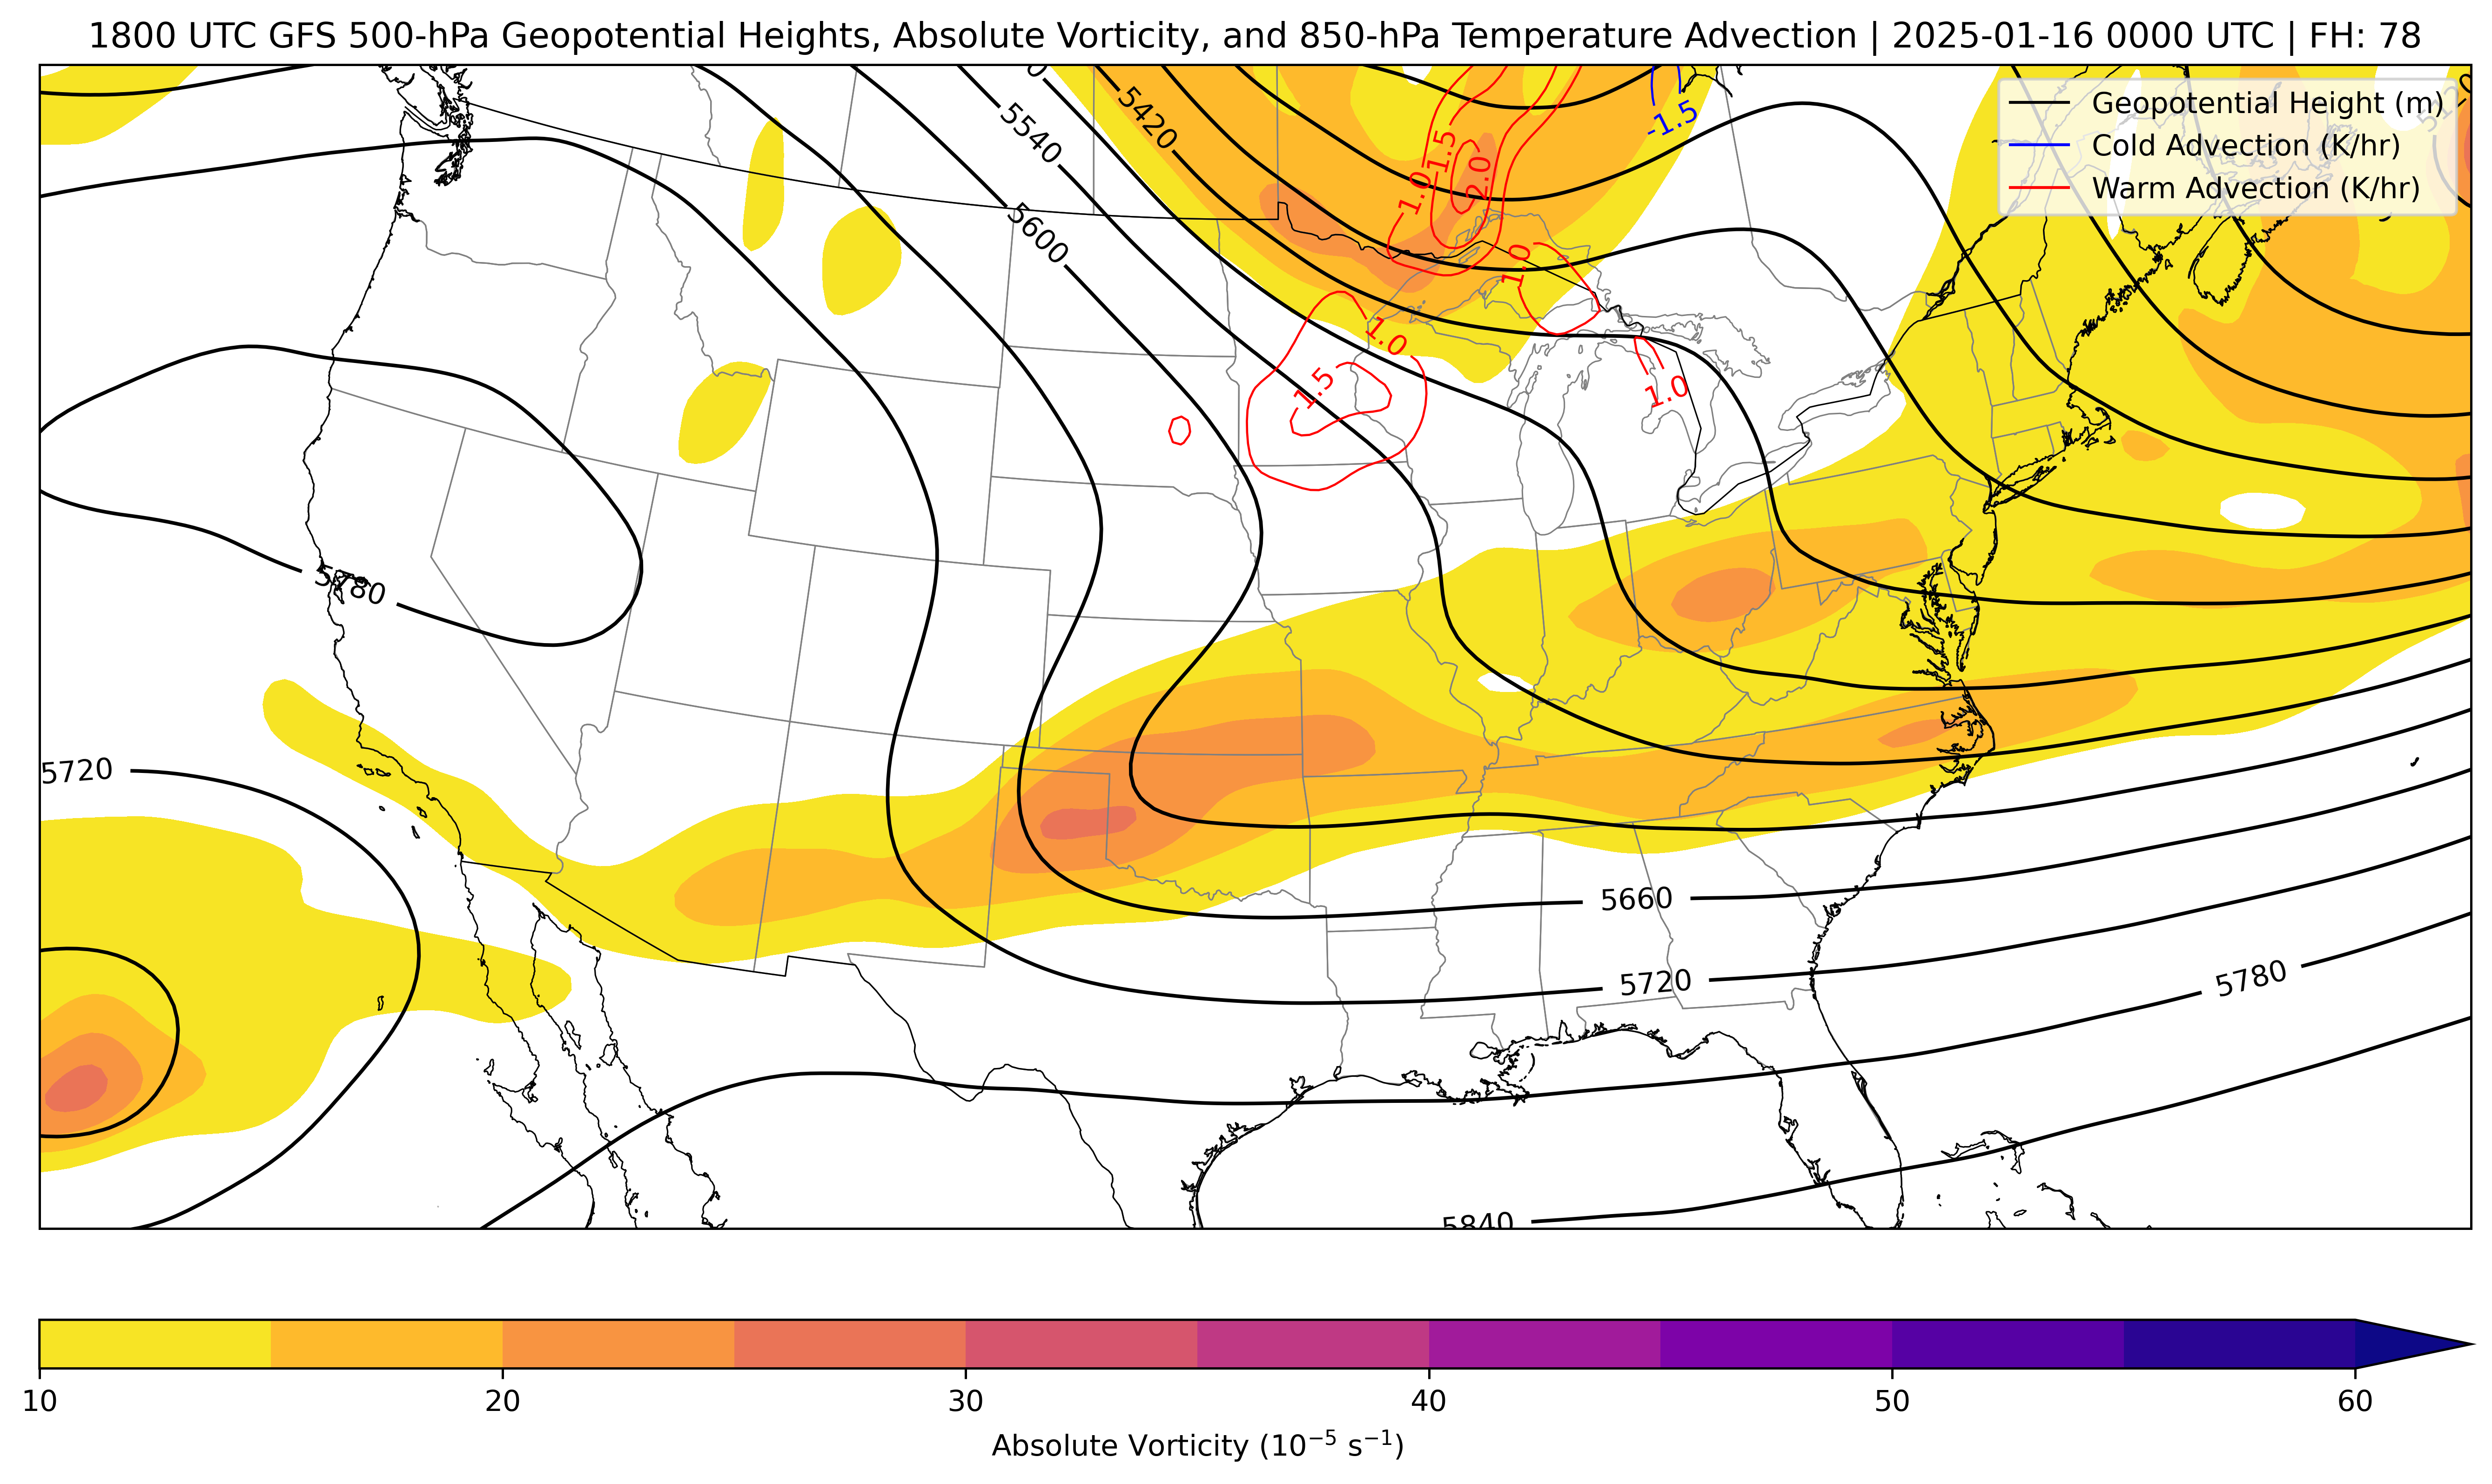 1800 UTC GFS 500-hPa Geopotential Heights, Absolute Vorticity, and 850-hPa Temperature Advection | 2025-01-16 0000 UTC | FH: 78
Geopotential Height (m)
Cold Advection (K/hr)
Warm Advection (K/hr)
5420
5540
5600
-1.5
1.5
1.0
2.0
1.0
1.0
1.5
1.0
5780
5720
5660
5720
5780
5840
10 20 30 40 50 60
Absolute Vorticity (10⁻⁵ s⁻¹)